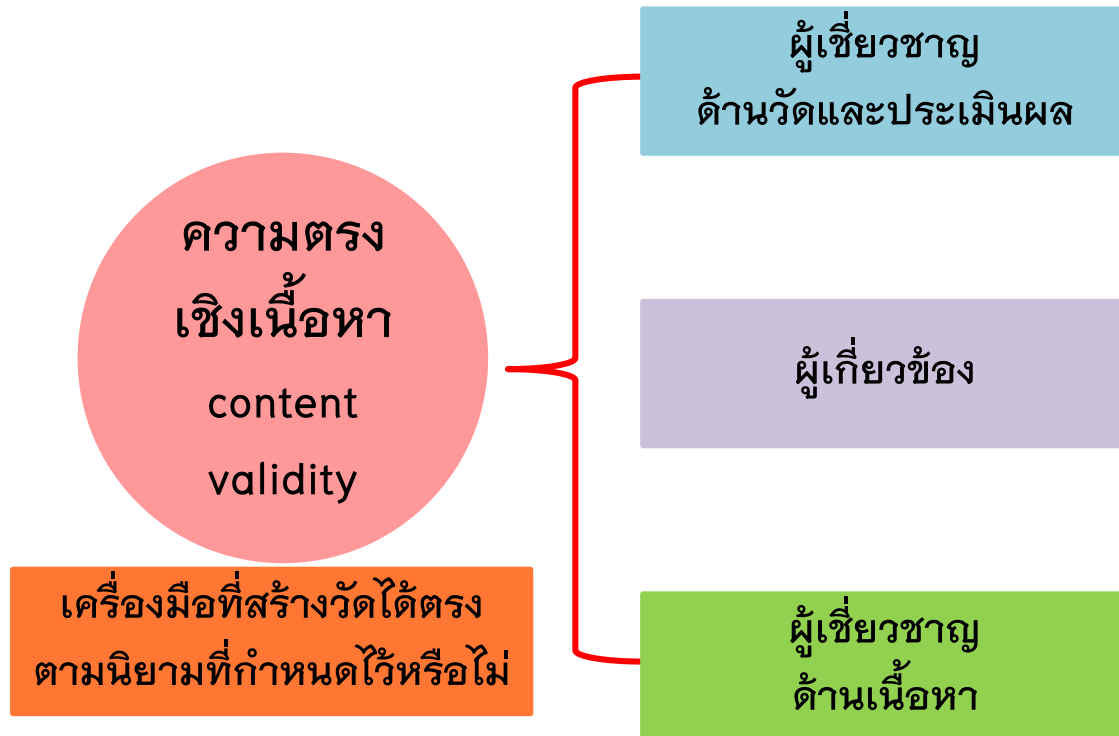 ความตรง
เชิงเนื้อหา
content
validity
เครื่องมือที่สร้างวัดได้ตรง
ตามนิยามที่กำหนดไว้หรือไม่
ผู้เชี่ยวชาญ
ด้านวัดและประเมินผล
ผู้เกี่ยวข้อง
ผู้เชี่ยวชาญ
ด้านเนื้อหา